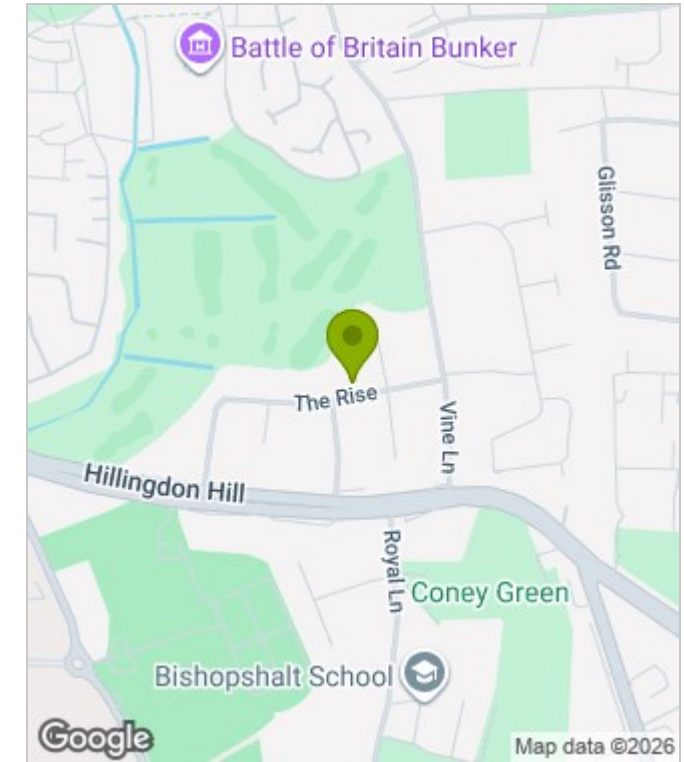 Battle of Britain Bunker
Glisson Rd
The Rise
Vine Ln
Hillingdon Hill
Royal Ln
Coney Green
Bishopshalt School
Google
Map data ©2026